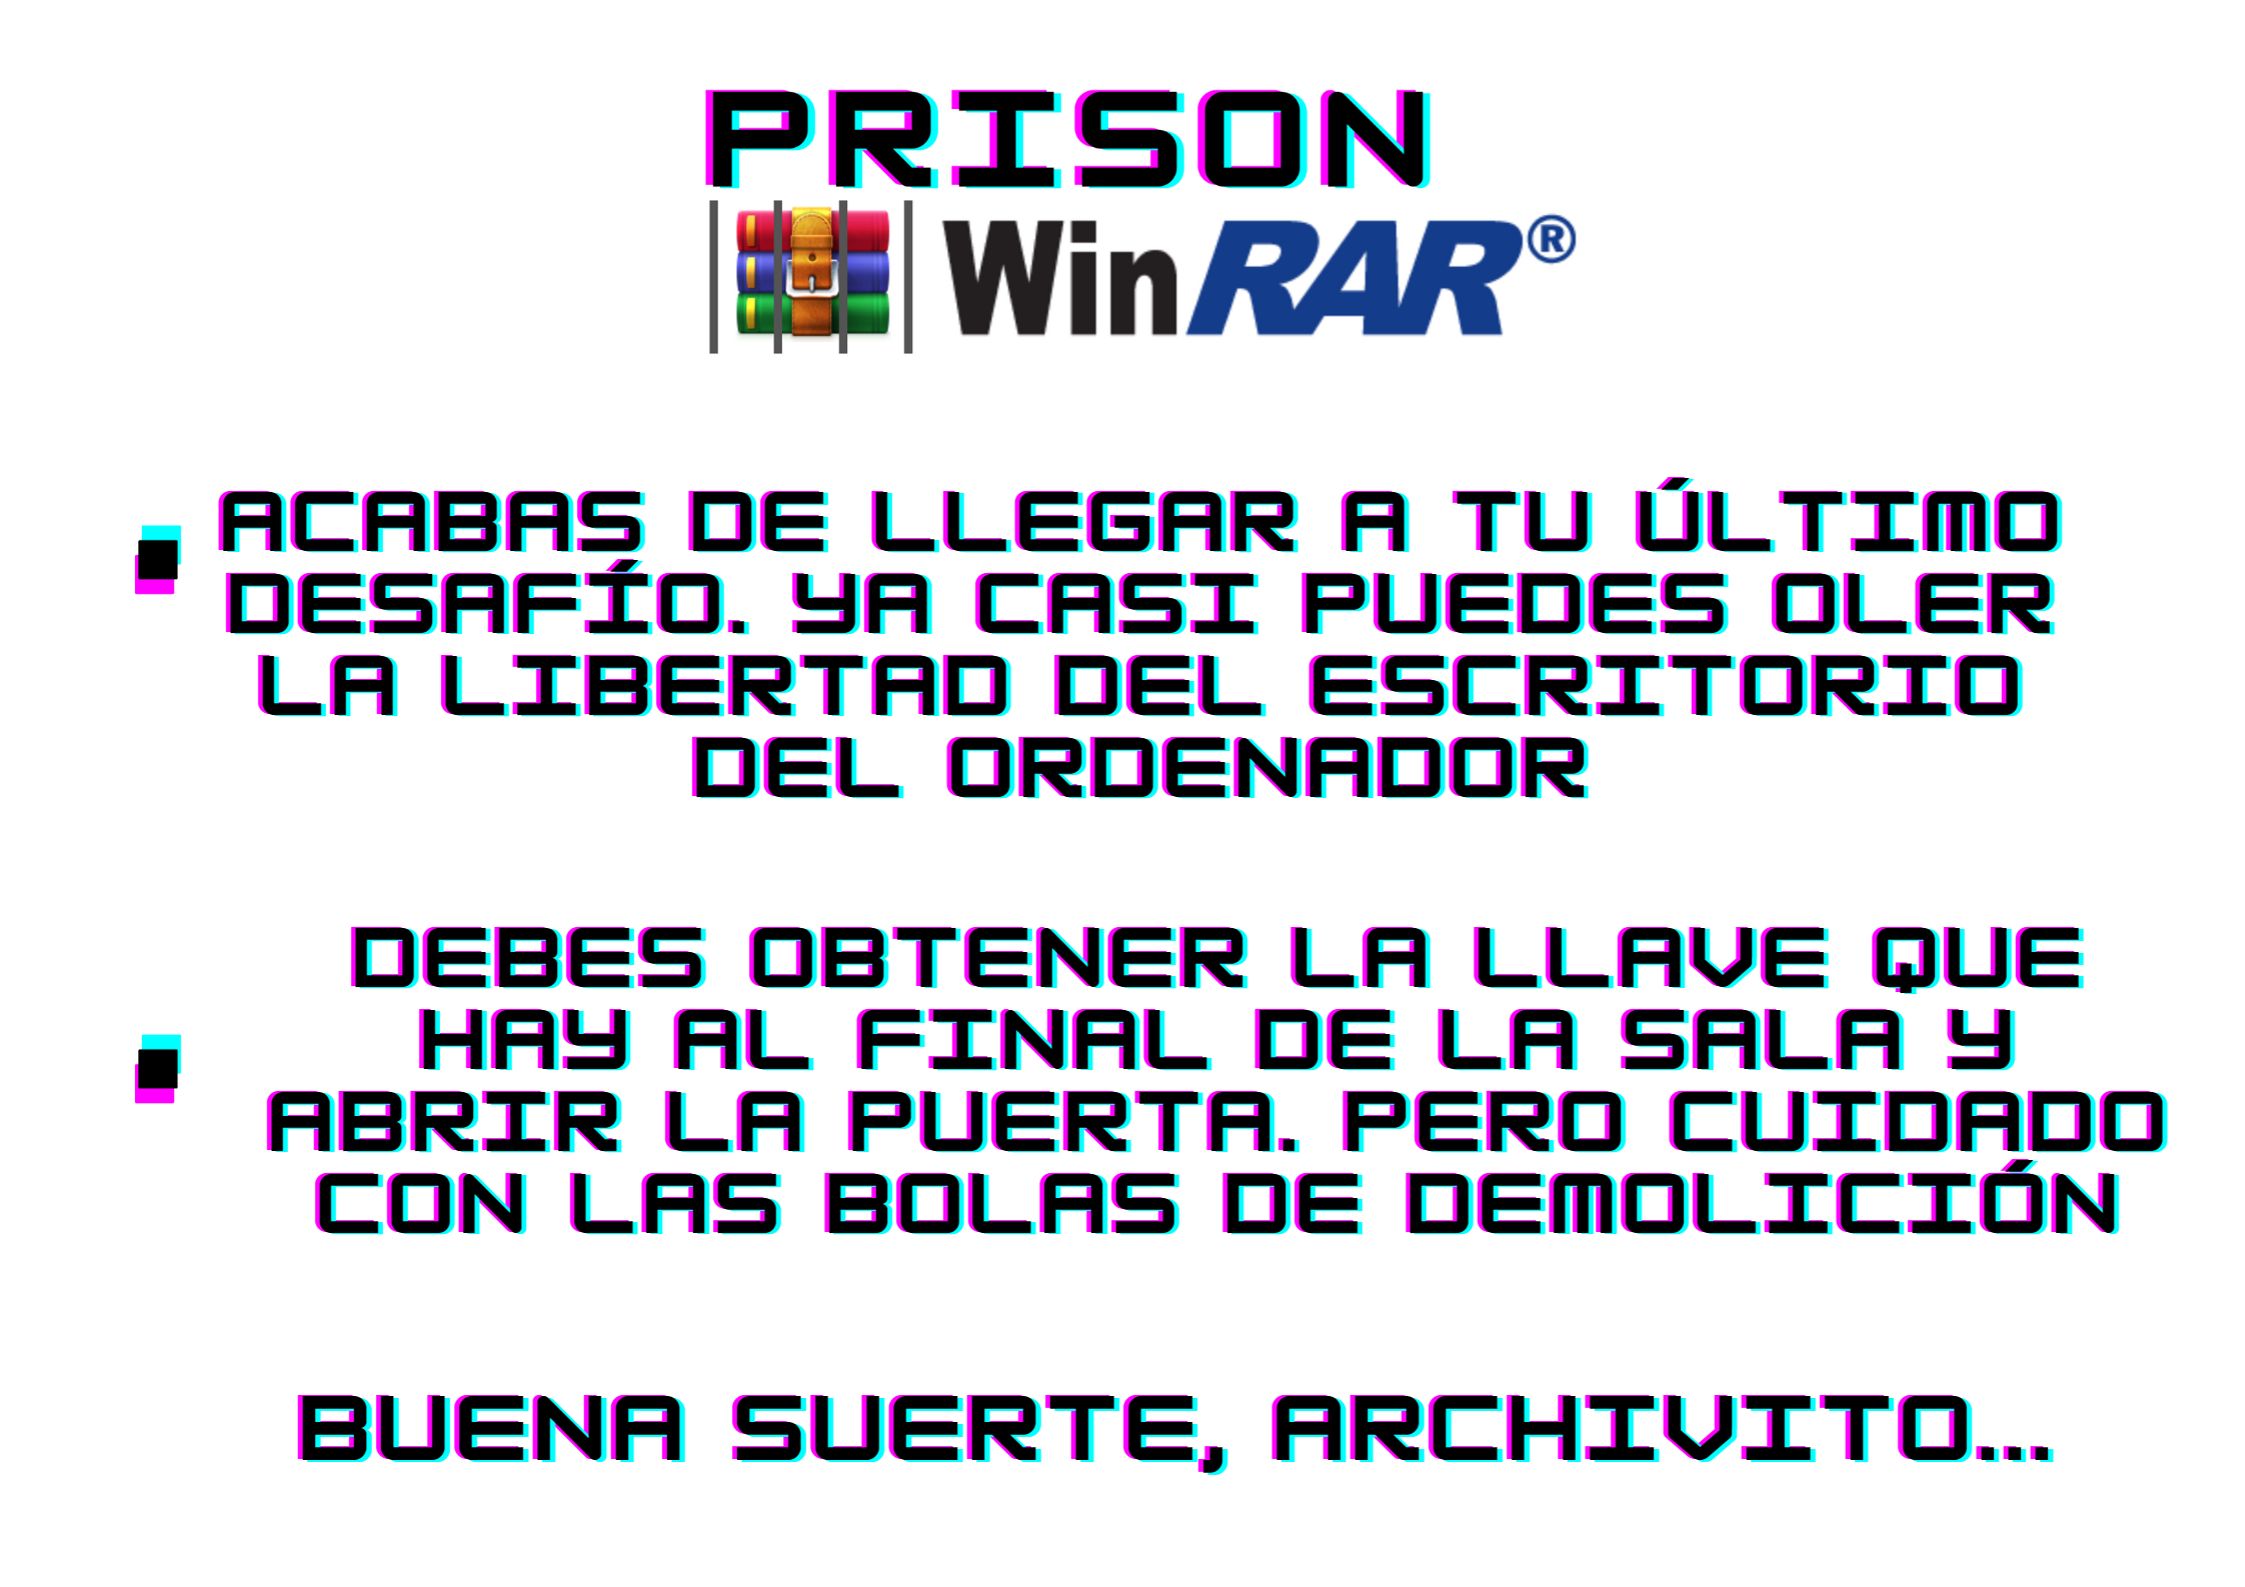 PRISON
WinRAR®
ACABAS DE LLEGAR A TU ÚLTIMO
DESAFÍO. YA CASI PUEDES OLER
LA LIBERTAD DEL ESCRITORIO
DEL ORDENADOR
DEBES OBTENER LA LLAVE QUE
HAY AL FINAL DE LA SALA Y
ABRIR LA PUERTA. PERO CUIDADO
CON LAS BOLAS DE DEMOLICIÓN
BUENA SUERTE, ARCHIVITO...